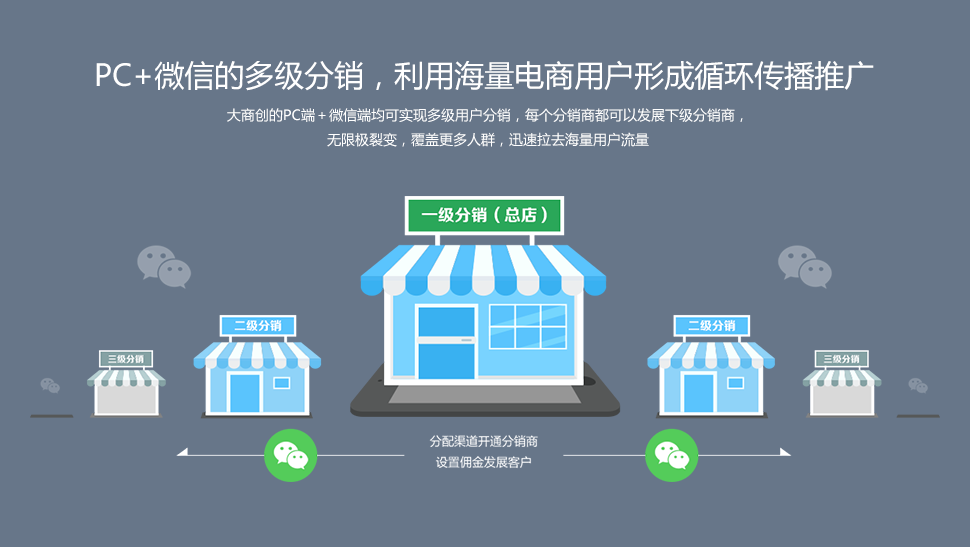 PC+微信的多级分销，利用海量电商用户形成循环传播推广
大商创的PC端+微信端均可实现多级用户分销，每个分销商都可以发展下级分销商，
无限极裂变，覆盖更多人群，迅速拉去海量用户流量
一级分销（总店）
二级分销
二级分销
三级分销
三级分销
分配渠道开通分销商
设置佣金发展客户